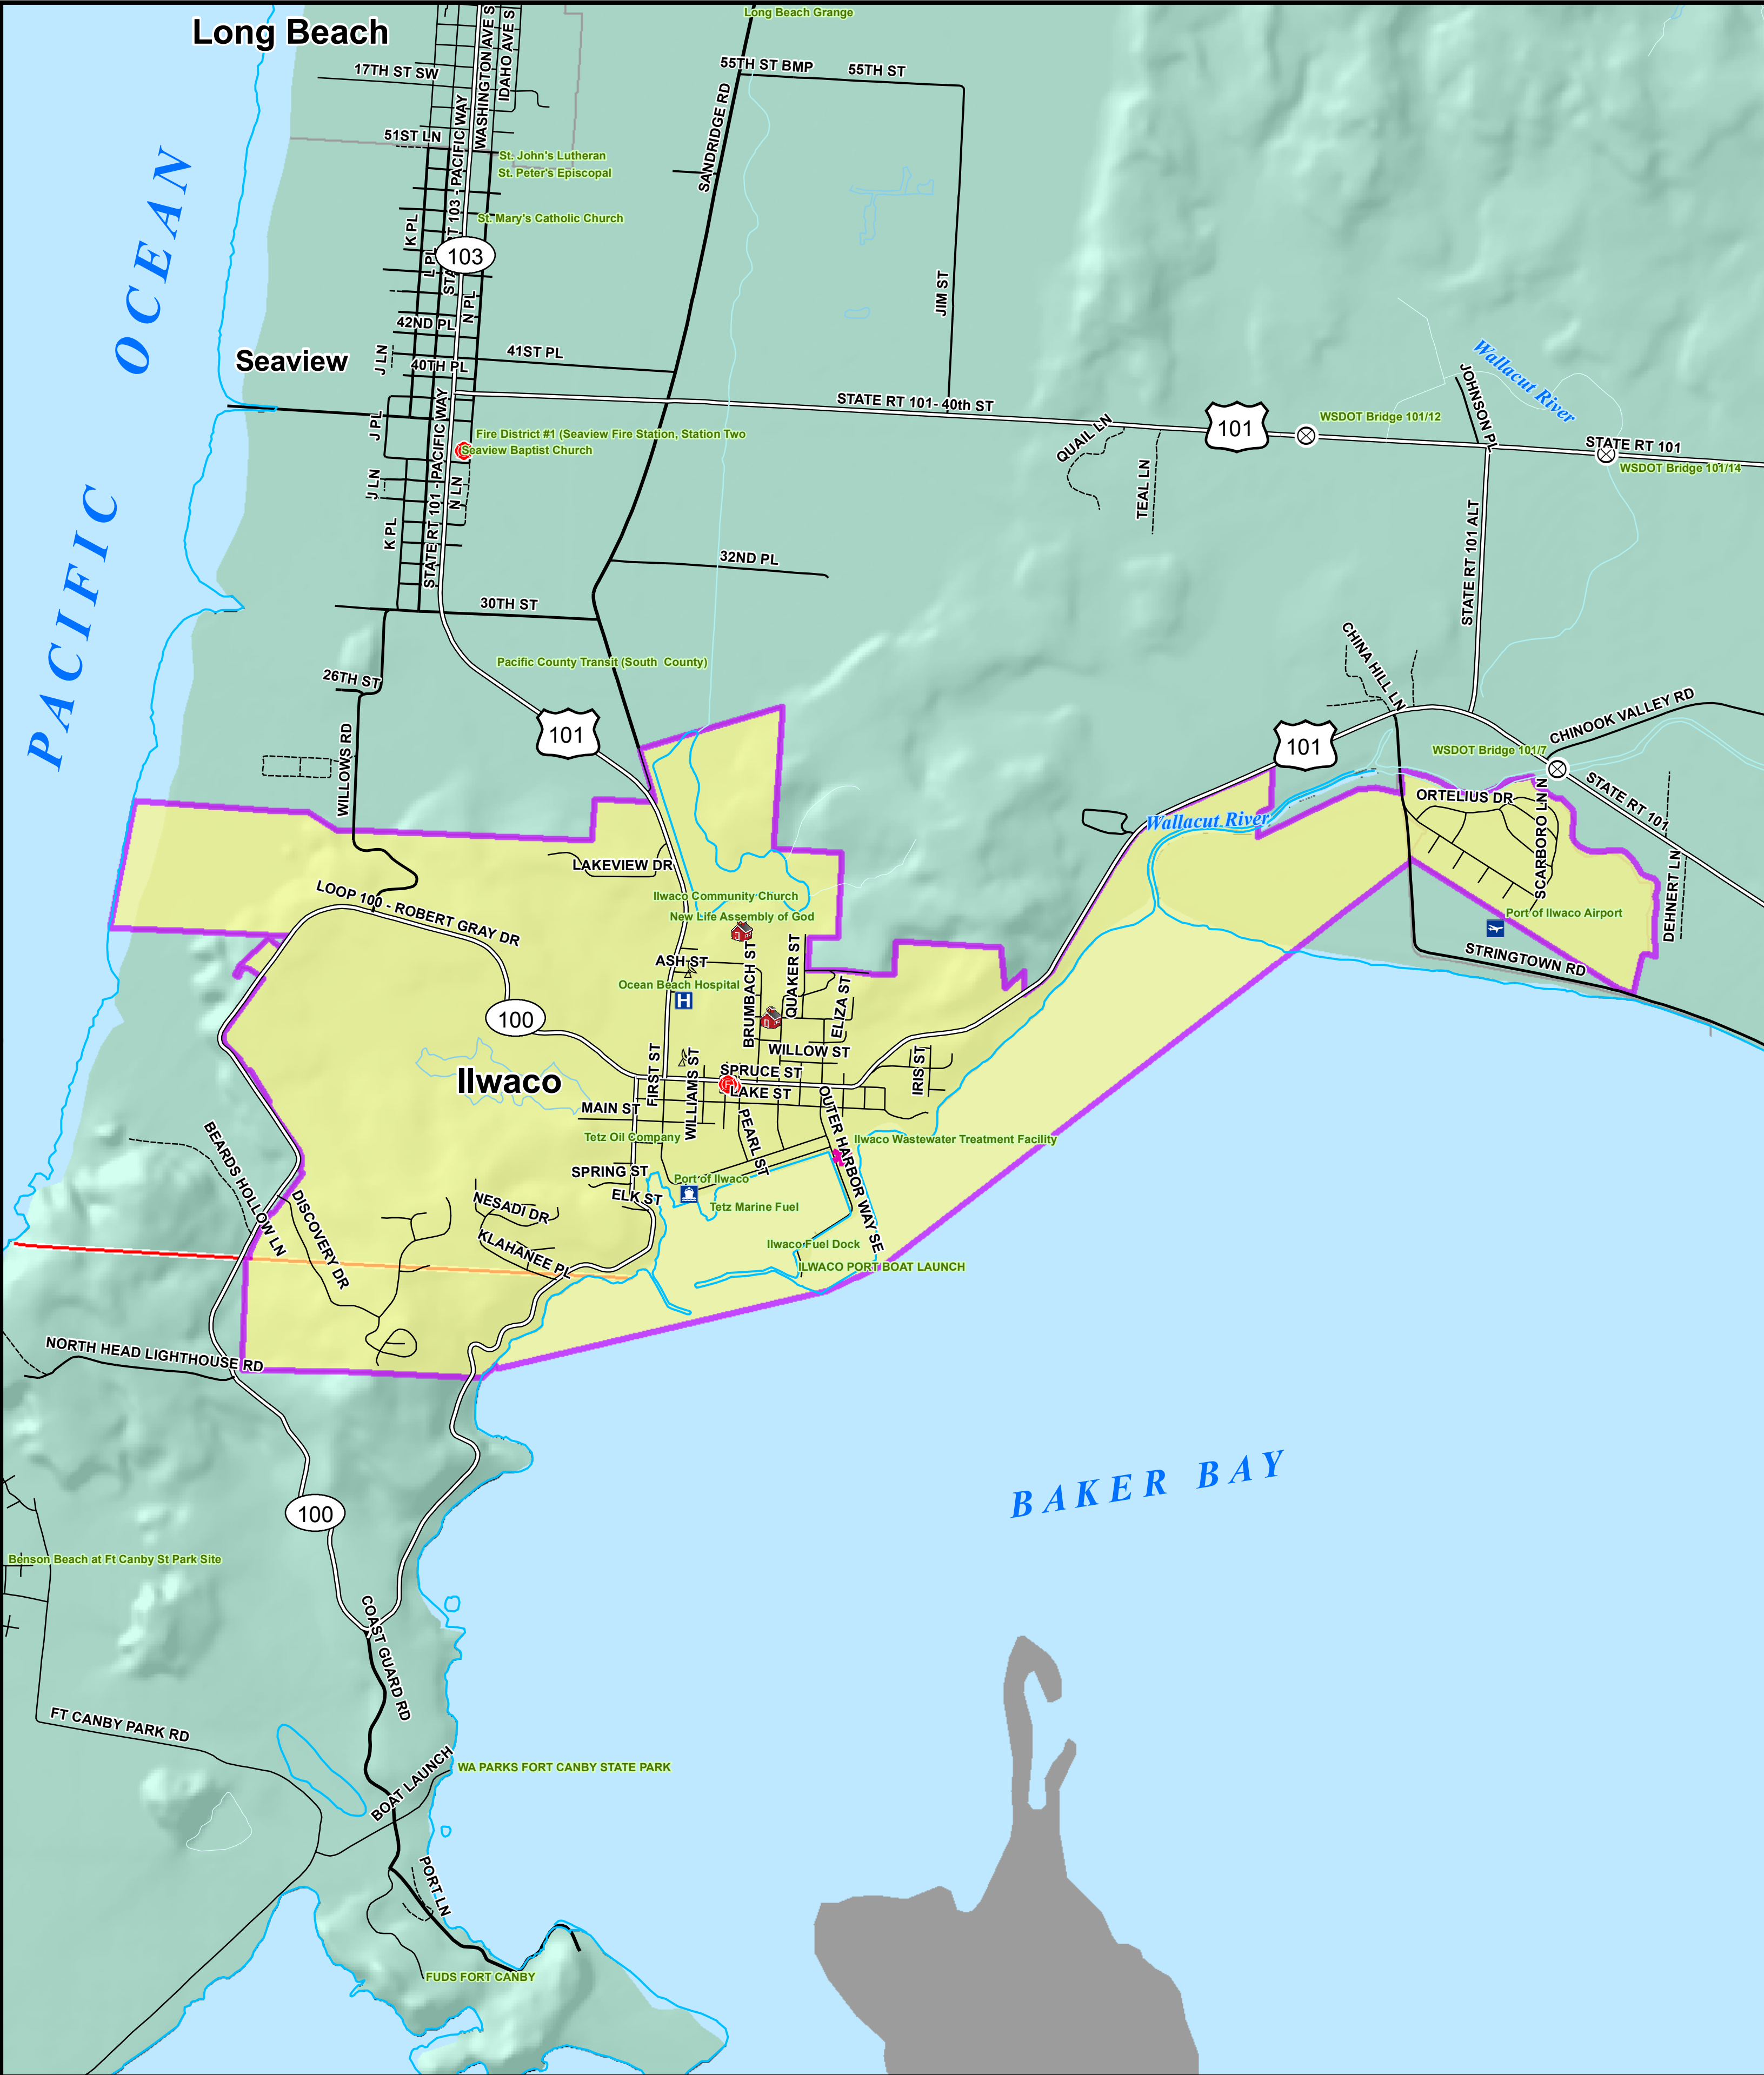 Long Beach Grange
Long Beach
17TH ST SW
WASHINGTON AVE S
IDAHO AVE S
55TH ST BMP
55TH ST
SANDRIDGE RD
51ST LN
STATE RT 103 - PACIFIC WAY
St. John's Lutheran
St. Peter's Episcopal
St. Mary's Catholic Church
K PL
L PL
103
N PL
JIM ST
PACIFIC OCEAN
42ND PL
41ST PL
J LN
Seaview
40TH PL
Wallacut River
JOHNSON PL
STATE RT 101- 40th ST
QUAIL LN
101
WSDOT Bridge 101/12
STATE RT 101
WSDOT Bridge 101/14
J PL
Fire District #1 (Seaview Fire Station, Station Two
Seaview Baptist Church
J LN
N LN
K PL
STATE RT 101 - PACIFIC WAY
TEAL LN
STATE RT 101 ALT
32ND PL
30TH ST
CHINA HILL LN
Pacific County Transit (South County)
26TH ST
WILLOWS RD
101
101
CHINOOK VALLEY RD
WSDOT Bridge 101/7
STATE RT 101
ORTELIUS DR
SCARBORO LN N
DEHNERT LN
Wallacut River
LAKEVIEW DR
LOOP 100 - ROBERT GRAY DR
Ilwaco Community Church
New Life Assembly of God
Port of Ilwaco Airport
STRINGTOWN RD
ASH ST
BRUMBACH ST
QUAKER ST
ELIZA ST
Ocean Beach Hospital
H
100
WILLOW ST
FIRST ST
WILLIAMS ST
SPRUCE ST
IRIS ST
Ilwaco
LAKE ST
MAIN ST
PEARL ST
OUTER HARBOR WAY SE
Tetz Oil Company
Ilwaco Wastewater Treatment Facility
SPRING ST
Port of Ilwaco
ELK ST
Tetz Marine Fuel
BEARDS HOLLOW LN
DISCOVERY DR
NESADI DR
KLAHANEE PL
Ilwaco Fuel Dock
ILWACO PORT BOAT LAUNCH
NORTH HEAD LIGHTHOUSE RD
BAKER BAY
100
Benson Beach at Ft Canby St Park Site
COAST GUARD RD
FT CANBY PARK RD
BOAT LAUNCH
WA PARKS FORT CANBY STATE PARK
PORT LN
FUDS FORT CANBY